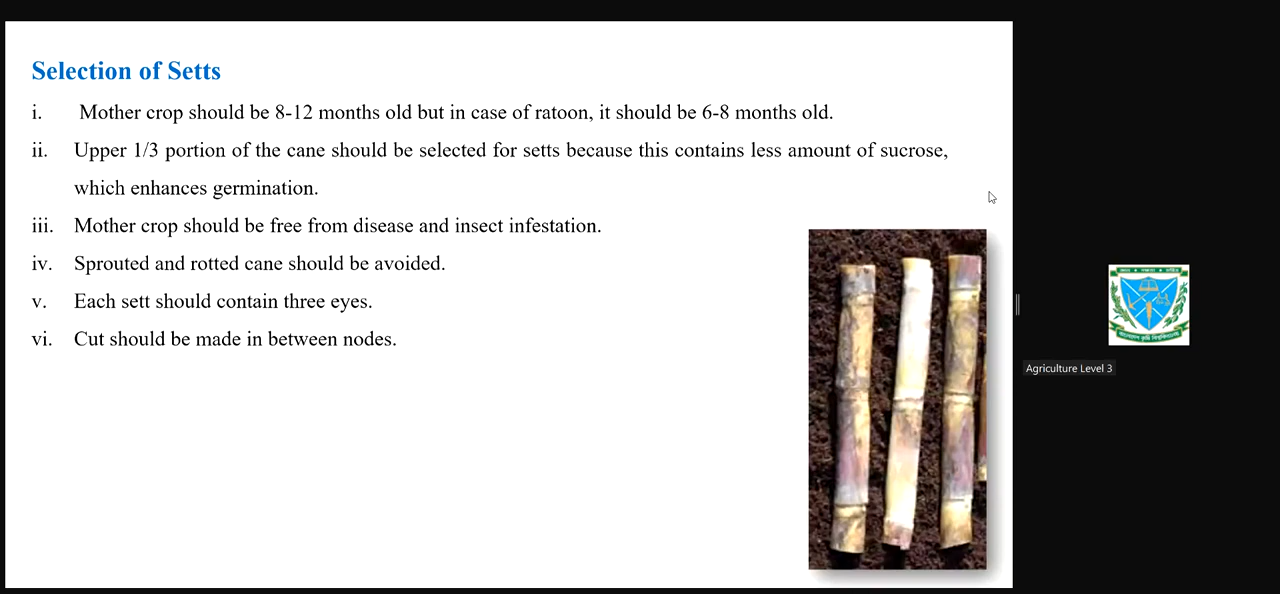 Selection of Setts
i. Mother crop should be 8-12 months old but in case of ratoon, it should be 6-8 months old.
ii. Upper 1/3 portion of the cane should be selected for setts because this contains less amount of sucrose,
which enhances germination.
iii. Mother crop should be free from disease and insect infestation.
iv. Sprouted and rotted cane should be avoided.
v. Each sett should contain three eyes.
vi. Cut should be made in between nodes.
বাংলাদেশ কৃষি বিশ্ববিদ্যালয়
Agriculture Level 3